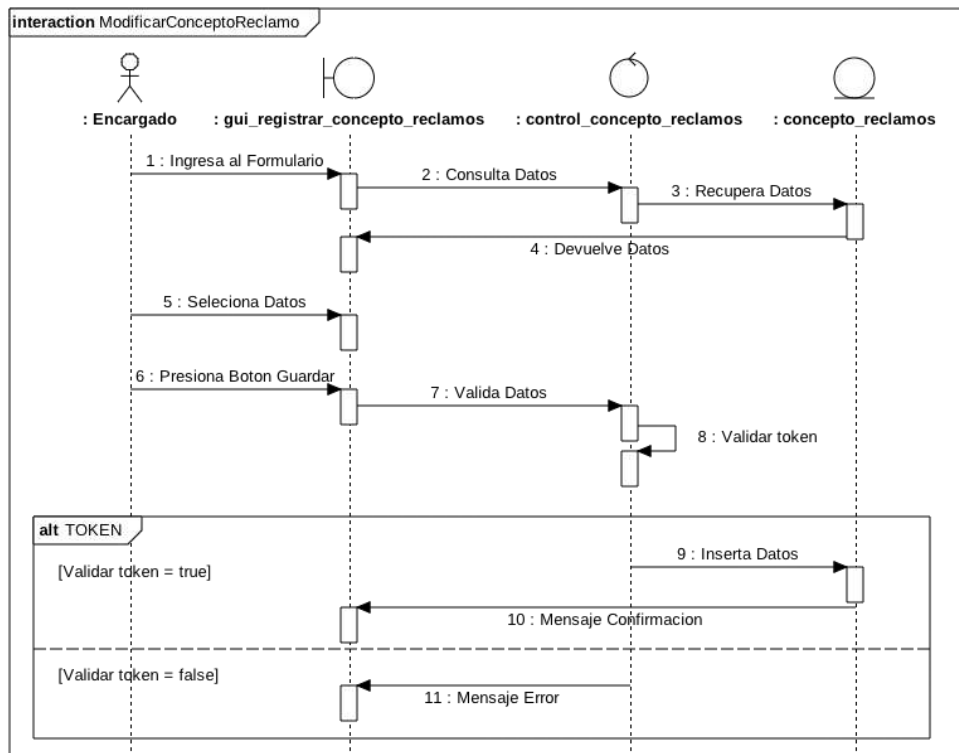 interaction ModificarConceptoReclamo
: Encargado
: gui_registrar_concepto_reclamos
: control_concepto_reclamos
: concepto_reclamos
1 : Ingresa al Formulario
2 : Consulta Datos
3 : Recupera Datos
4 : Devuelve Datos
5 : Seleciona Datos
6 : Presiona Boton Guardar
7 : Valida Datos
8 : Validar token
alt TOKEN
9 : Inserta Datos
[Validar token = true]
10 : Mensaje Confirmacion
[Validar token = false]
11 : Mensaje Error